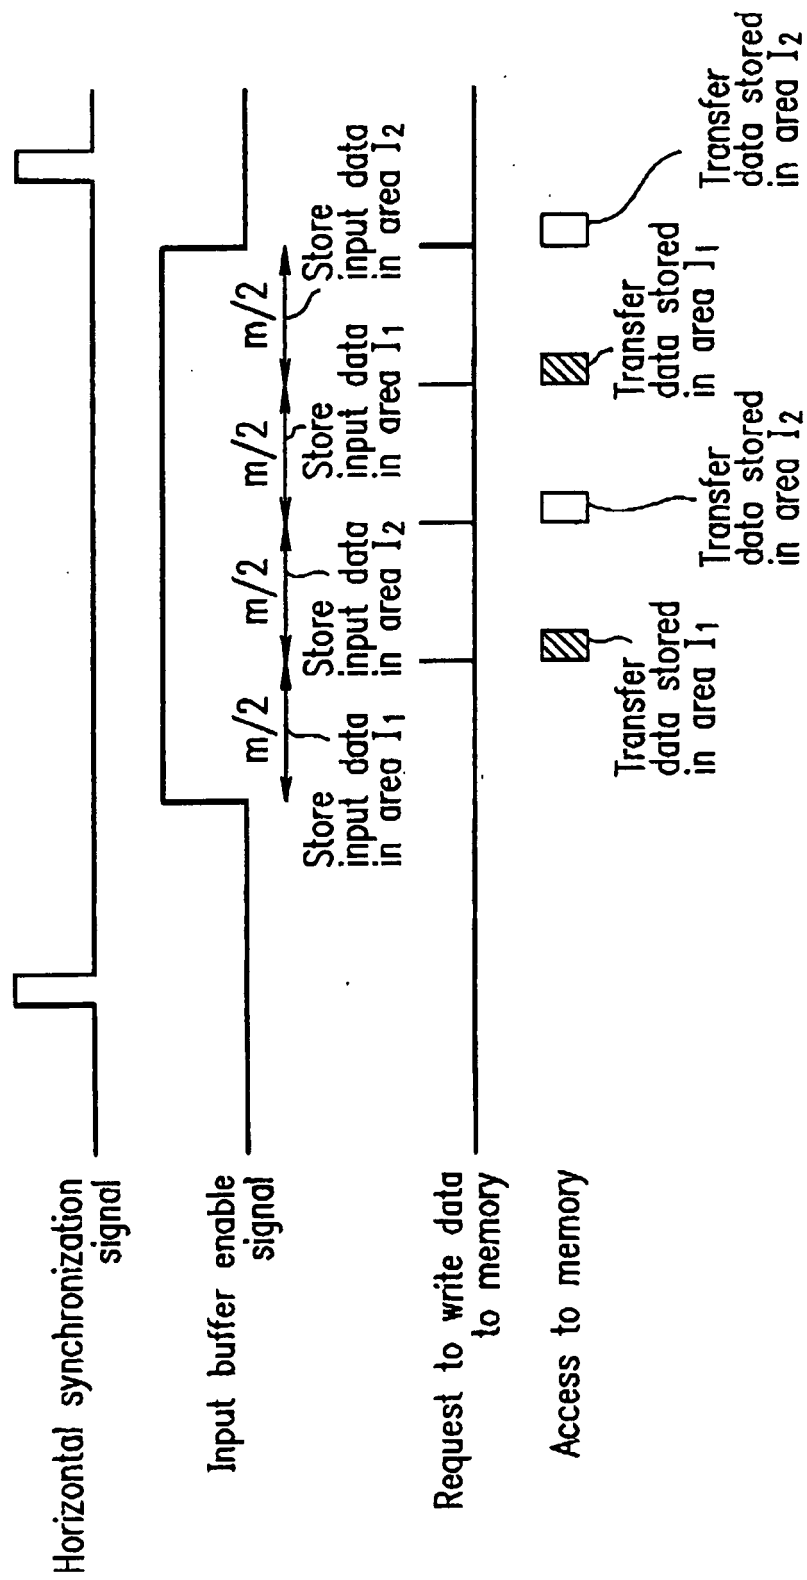 Horizontal synchronization
signal
Input buffer enable
signal
m/2
m/2
m/2
m/2
Store
input data
in area I1
Store
input data
in area I2
Store
input data
in area I1
Store
input data
in area I2
Request to write data
to memory
Access to memory
Transfer
data stored
in area I1
Transfer
data stored
in area I2
Transfer
data stored
in area I1
Transfer
data stored
in area I2